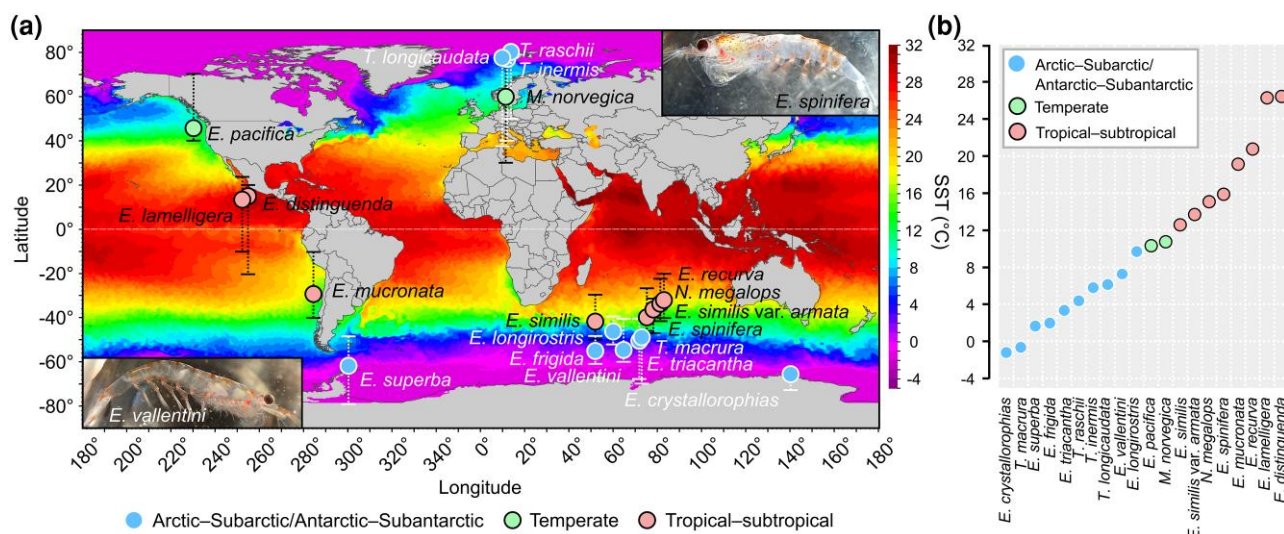 (a)
80°
60°
40°
20°
0°
-20°
-40°
-60°
-80°
Latitude
T. longicaudata
T. raschii
T. inermis
M. norvegica
E. spinifera
E. pacifica
E. lamelligera
E. distinguenda
E. mucronata
E. recurva
N. megalops
E. similis
E. similis var. armata
E. longirostris
E. spinifera
E. frigida
T. macrura
E. vallentini
E. triacantha
E. superba
E. crystallorophias
E. vallentini
180° 200° 220° 240° 260° 280° 300° 320° 340° 0° 20° 40° 60° 80° 100° 120° 140° 160° 180°
Longitude
32
28
24
20
16
12
8
4
0
-4
Arctic–Subarctic/Antarctic–Subantarctic
Temperate
Tropical–subtropical
(b)
32
28
24
20
16
12
8
4
0
-4
SST (°C)
Arctic–Subarctic/
Antarctic–Subantarctic
Temperate
Tropical–subtropical
E. crystallorophias
T. macrura
E. superba
E. frigida
E. triacantha
T. raschii
T. inermis
T. longicaudata
E. vallentini
E. longirostris
E. pacifica
M. norvegica
E. similis
E. similis var. armata
N. megalops
E. spinifera
E. mucronata
E. recurva
E. lamelligera
E. distinguenda